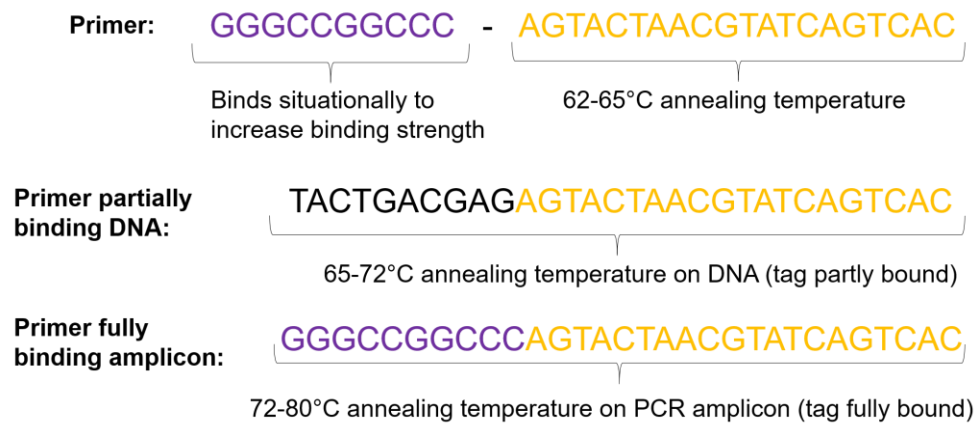 Primer: GGGCCGGCCC - AGTACTAACGTATCAGTCAC
Binds situationally to
increase binding strength
62-65°C annealing temperature
Primer partially
binding DNA:
TACTGACGAGAGTACTAACGTATCAGTCAC
65-72°C annealing temperature on DNA (tag partly bound)
Primer fully
binding amplicon:
GGGCCGGCCCAGTACTAACGTATCAGTCAC
72-80°C annealing temperature on PCR amplicon (tag fully bound)